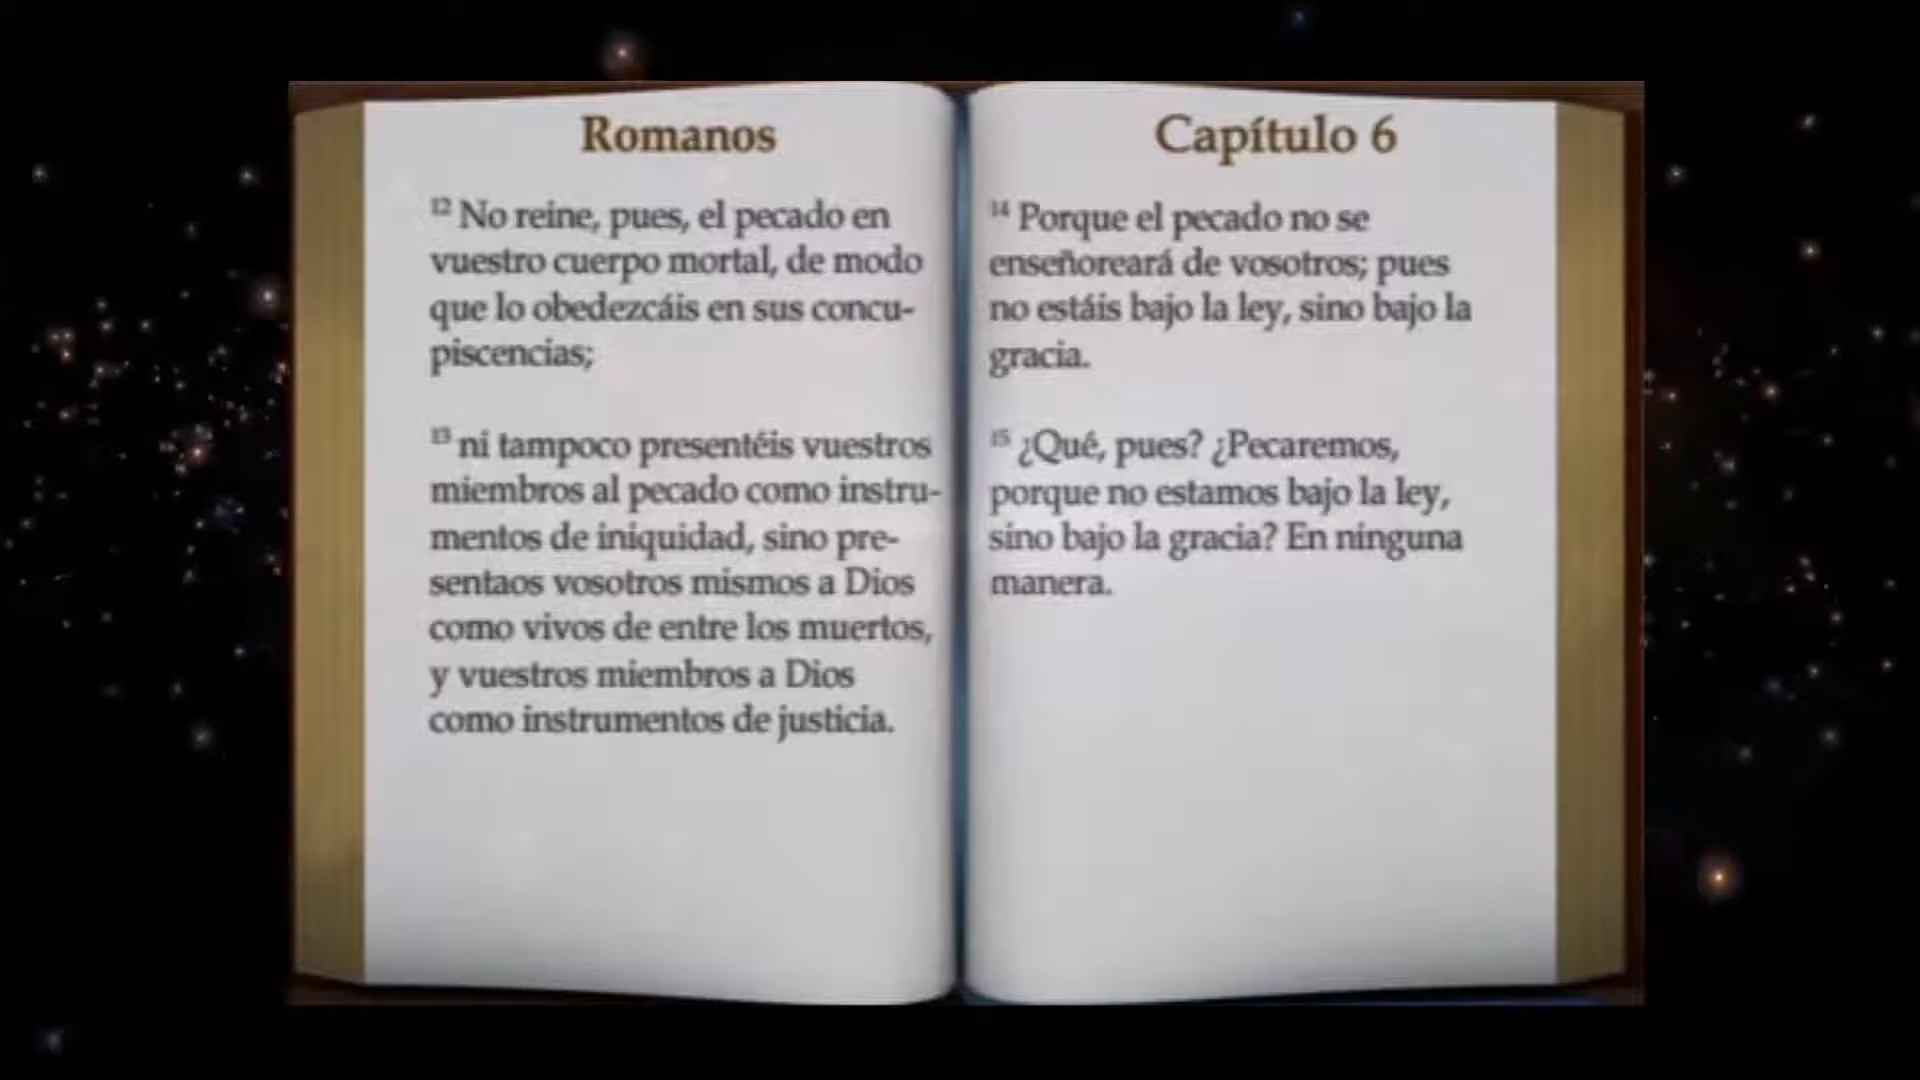 Romanos
12 No reine, pues, el pecado en
vuestro cuerpo mortal, de modo
que lo obedezcáis en sus concu-
piscencias;
13 ni tampoco presentéis vuestros
miembros al pecado como instru-
mentos de iniquidad, sino pre-
sentaos vosotros mismos a Dios
como vivos de entre los muertos,
y vuestros miembros a Dios
como instrumentos de justicia.
Capítulo 6
14 Porque el pecado no se
enseñoreará de vosotros; pues
no estáis bajo la ley, sino bajo la
gracia.
15 ¿Qué, pues? ¿Pecaremos,
porque no estamos bajo la ley,
sino bajo la gracia? En ninguna
manera.